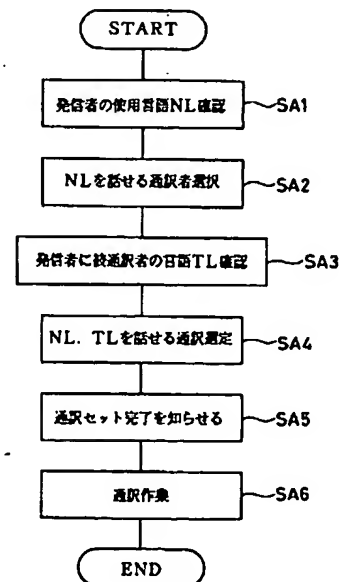 START
発信者の使用言語NL確認
SA1
NLを話せる通訳者選択
SA2
発信者に被通訳者の言語TL確認
SA3
NL. TLを話せる通訳選定
SA4
通訳セット完了を知らせる
SA5
通訳作業
SA6
END